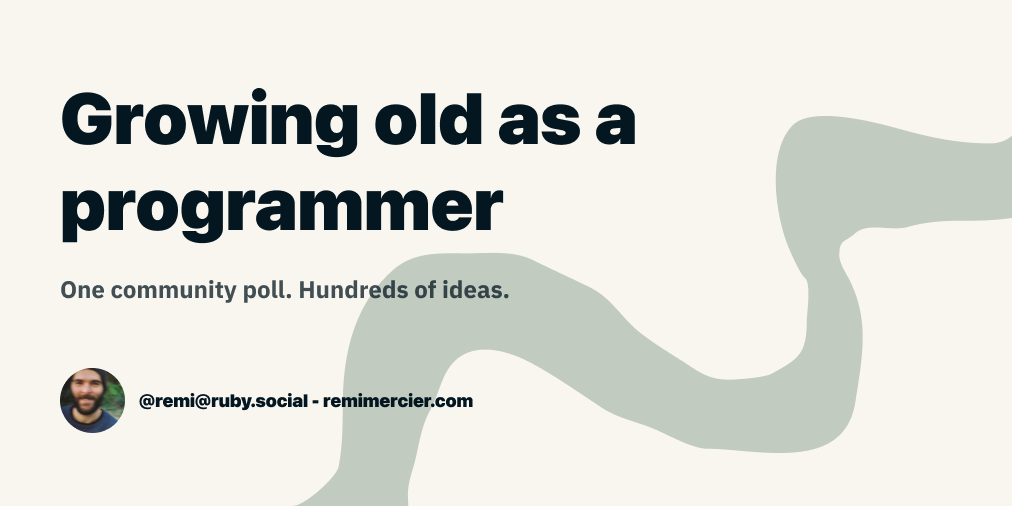 Growing old as a
programmer
One community poll. Hundreds of ideas.
@remi@ruby.social - remimercier.com